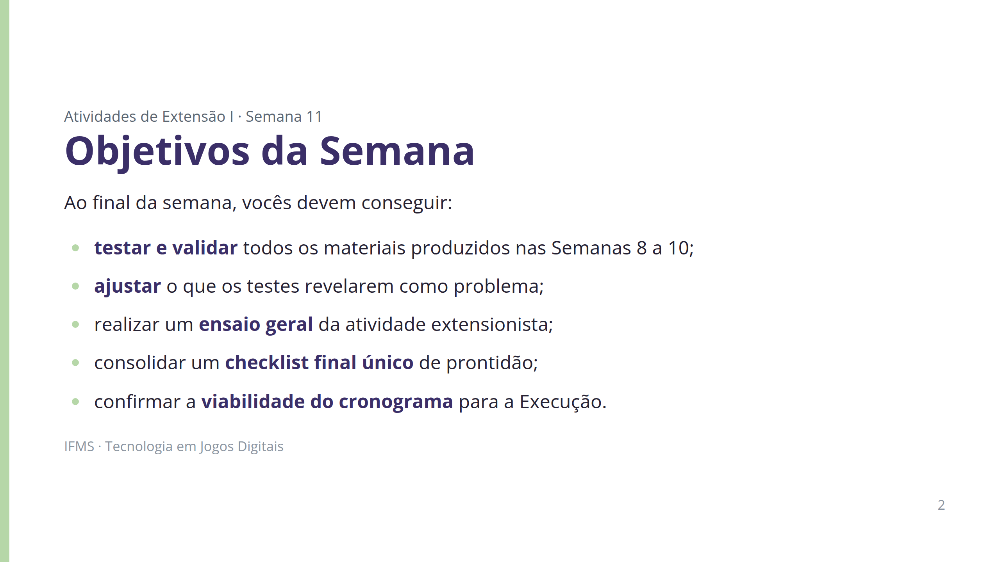 Atividades de Extensão I · Semana 11
Objetivos da Semana
Ao final da semana, vocês devem conseguir:
testar e validar todos os materiais produzidos nas Semanas 8 a 10;
ajustar o que os testes revelarem como problema;
realizar um ensaio geral da atividade extensionista;
consolidar um checklist final único de prontidão;
confirmar a viabilidade do cronograma para a Execução.
IFMS · Tecnologia em Jogos Digitais
2